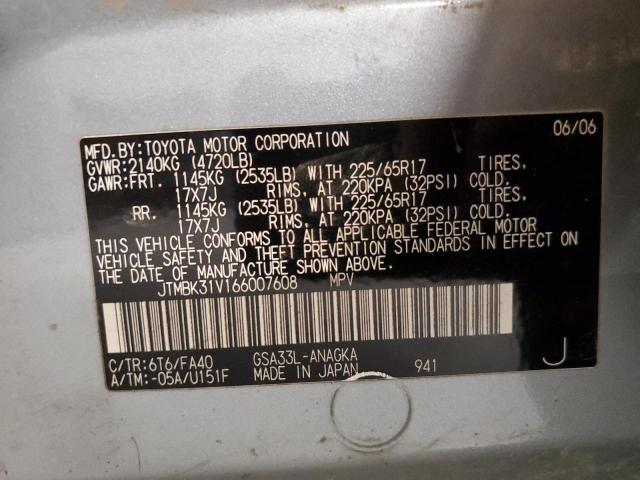 06/06
MFD.BY:TOYOTA MOTOR CORPORATION
GVWR:2140KG (4720LB)
GAWR:FRT. 1145KG (2535LB) WITH 225/65R17 TIRES,
17X7J RIMS, AT 220KPA (32PSI) COLD.
RR. 1145KG (2535LB) WITH 225/65R17 TIRES,
17X7J RIMS, AT 220KPA (32PSI) COLD.
THIS VEHICLE CONFORMS TO ALL APPLICABLE FEDERAL MOTOR
VEHICLE SAFETY AND THEFT PREVENTION STANDARDS IN EFFECT ON
THE DATE OF MANUFACTURE SHOWN ABOVE.
JTMBK31V166007608 MPV
C/TR:6T6/FA40 GSA33L-ANAGKA
A/TM:-05A/U151F MADE IN JAPAN 941 J